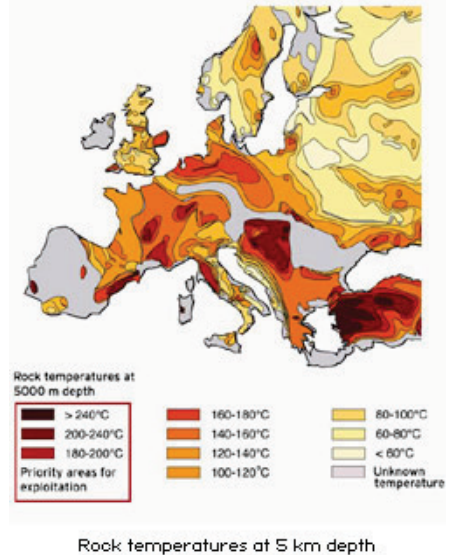 Rock temperatures at
5000 m depth
> 240°C
200-240°C
180-200°C
Priority areas for
exploitation
160-180°C
140-160°C
120-140°C
100-120°C
80-100°C
60-80°C
< 60°C
Unknown
temperature
Rock temperatures at 5 km depth